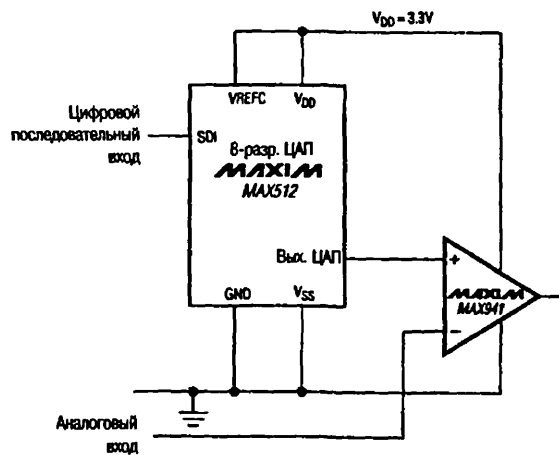 V_DD = 3.3V
VREFC V_DD
Цифровой
последовательный
вход
SDI
8-разр. ЦАП
MAXIM
MAX512
Вых. ЦАП
+
MAXIM
MAX941
−
GND V_SS
Аналоговый
вход